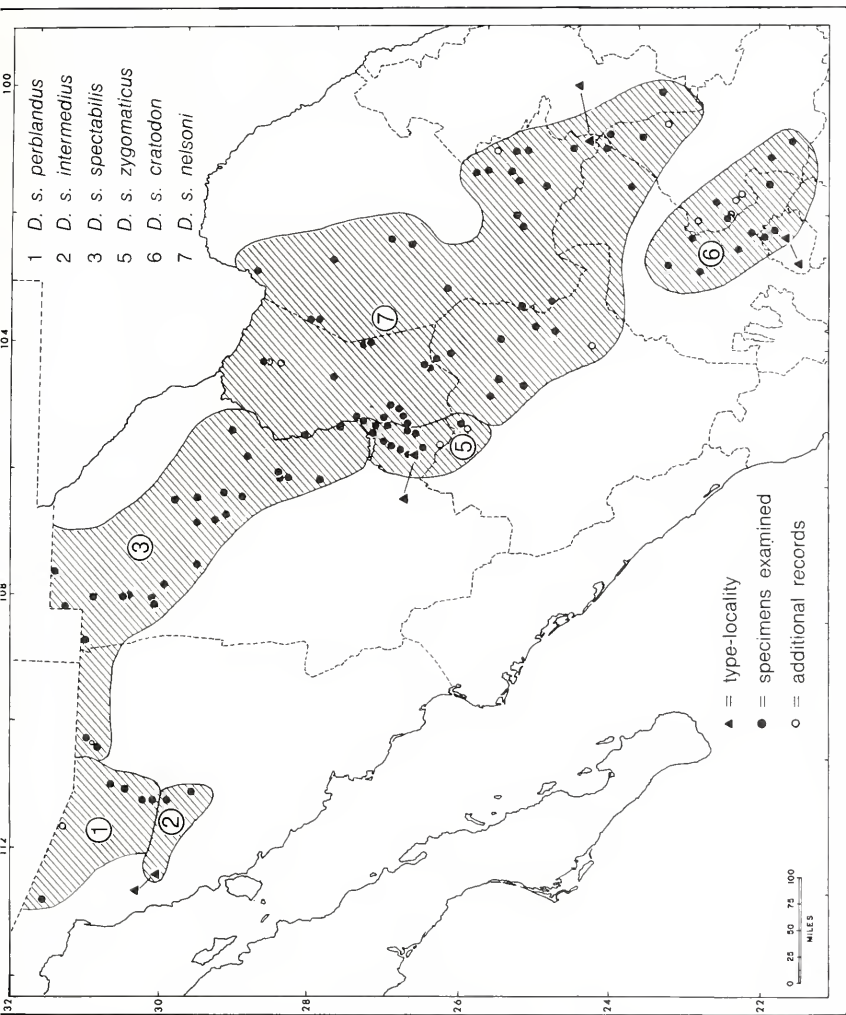 100
104
108
112
32
30
28
26
24
22
1 D. s. perblandus
2 D. s. intermedius
3 D. s. spectabilis
5 D. s. zygomaticus
6 D. s. cratodon
7 D. s. nelsoni
1
2
3
5
6
7
▲ = type-locality
● = specimens examined
○ = additional records
0 25 50 75 100
MILES